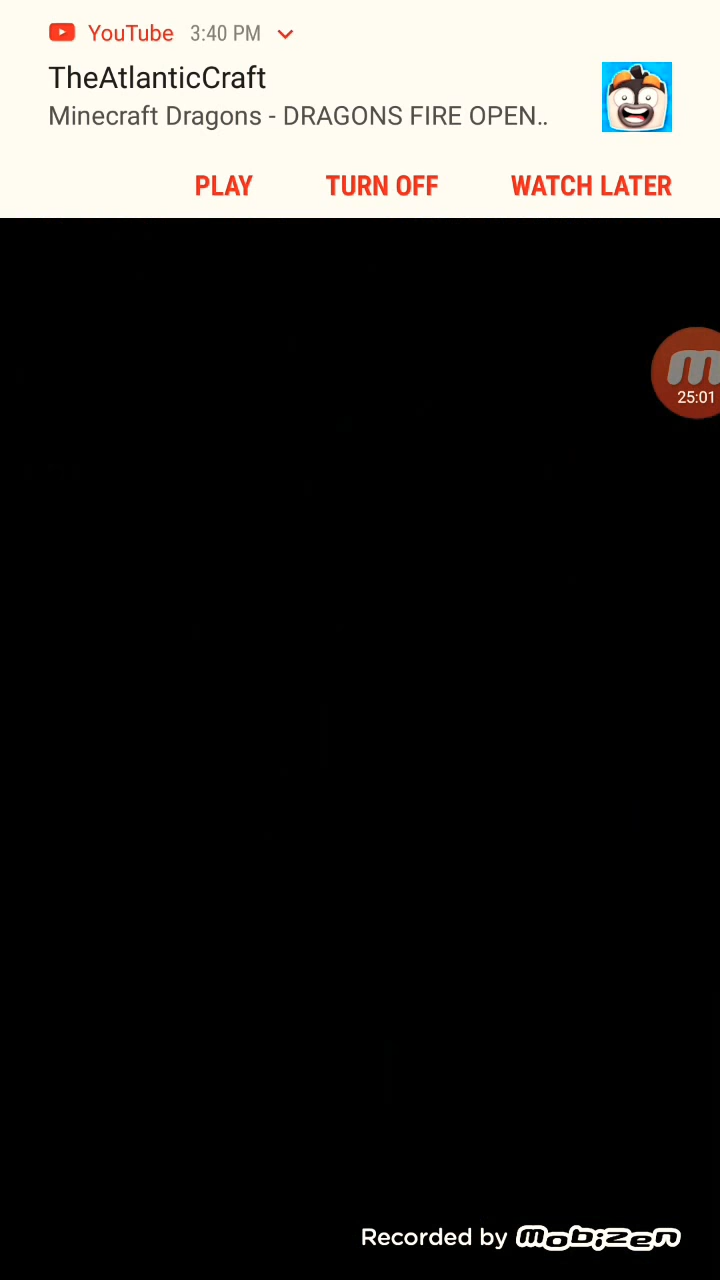 YouTube 3:40 PM
TheAtlanticCraft
Minecraft Dragons - DRAGONS FIRE OPEN..
PLAY TURN OFF WATCH LATER
m
25:01
Recorded by mobizen